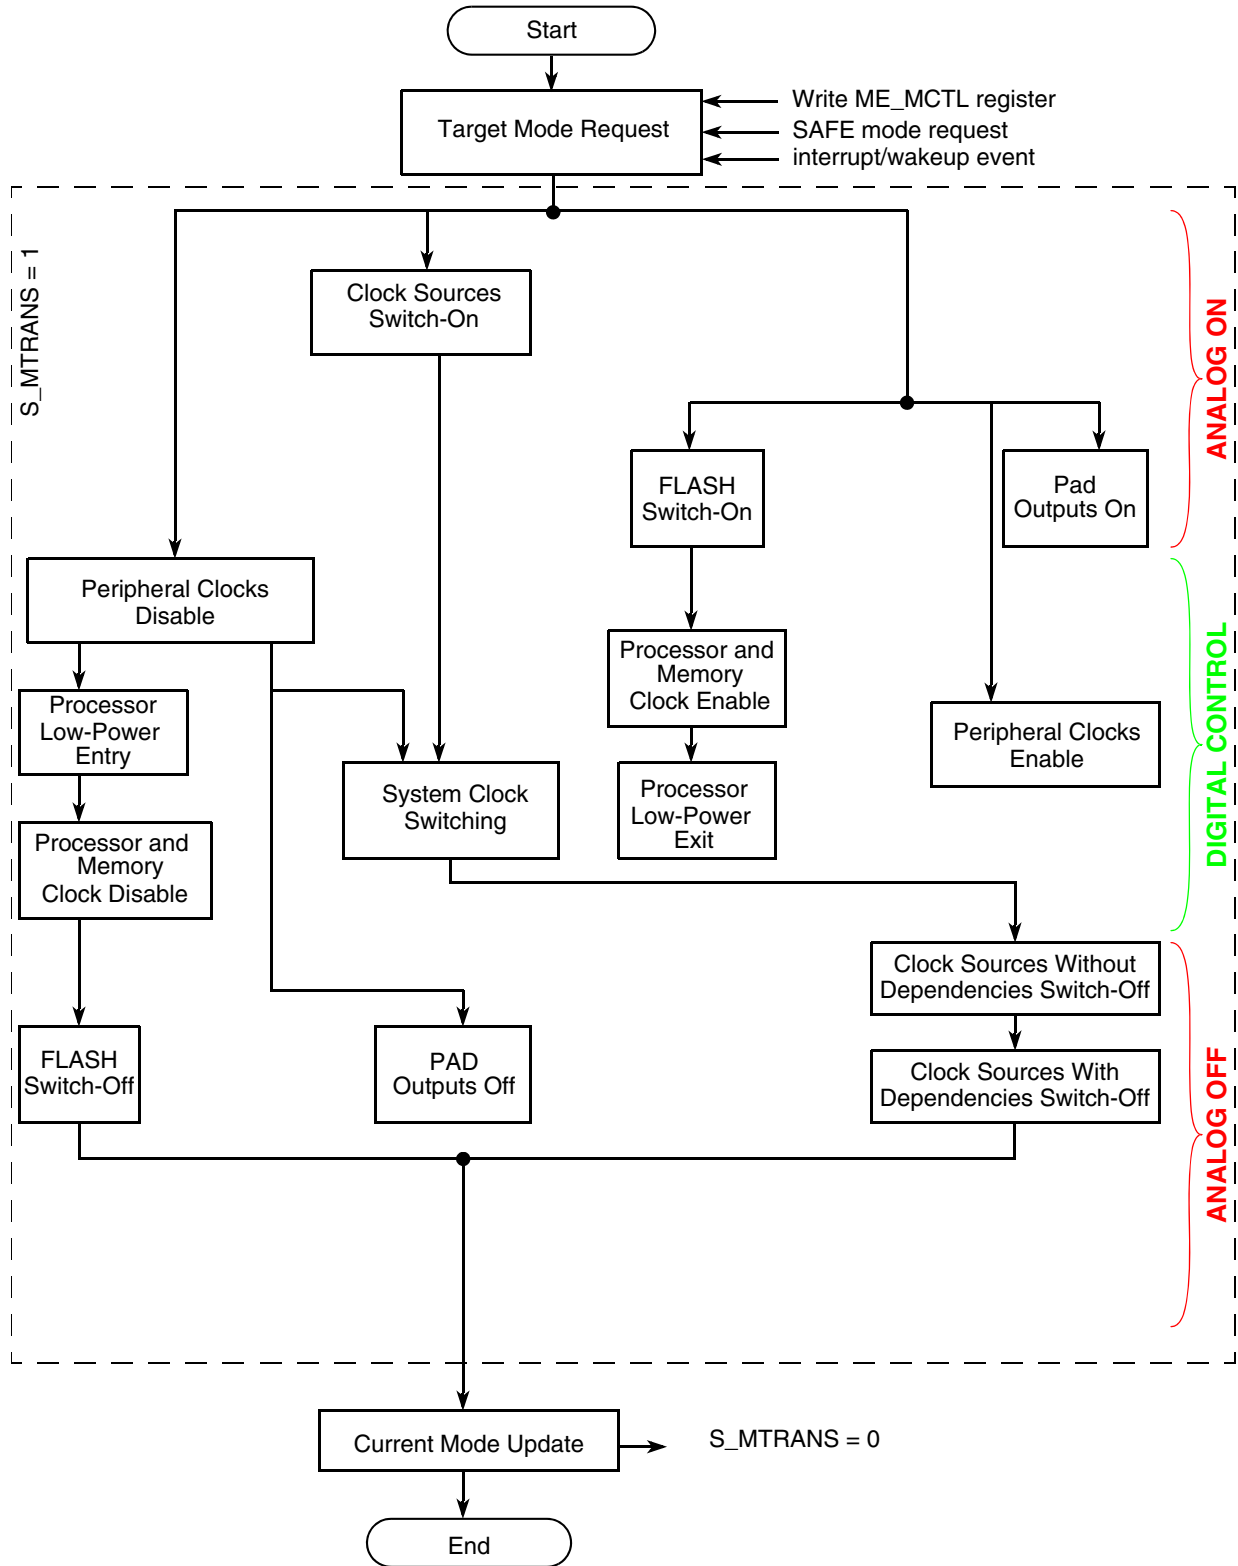 Start
Target Mode Request
Write ME_MCTL register
SAFE mode request
interrupt/wakeup event
S_MTRANS = 1
Clock Sources
Switch-On
ANALOG ON
FLASH
Switch-On
Pad
Outputs On
Peripheral Clocks
Disable
Processor and
Memory
Clock Enable
DIGITAL CONTROL
Processor
Low-Power
Entry
Peripheral Clocks
Enable
System Clock
Switching
Processor
Low-Power
Exit
Processor and
Memory
Clock Disable
Clock Sources Without
Dependencies Switch-Off
FLASH
Switch-Off
PAD
Outputs Off
Clock Sources With
Dependencies Switch-Off
ANALOG OFF
Current Mode Update
S_MTRANS = 0
End